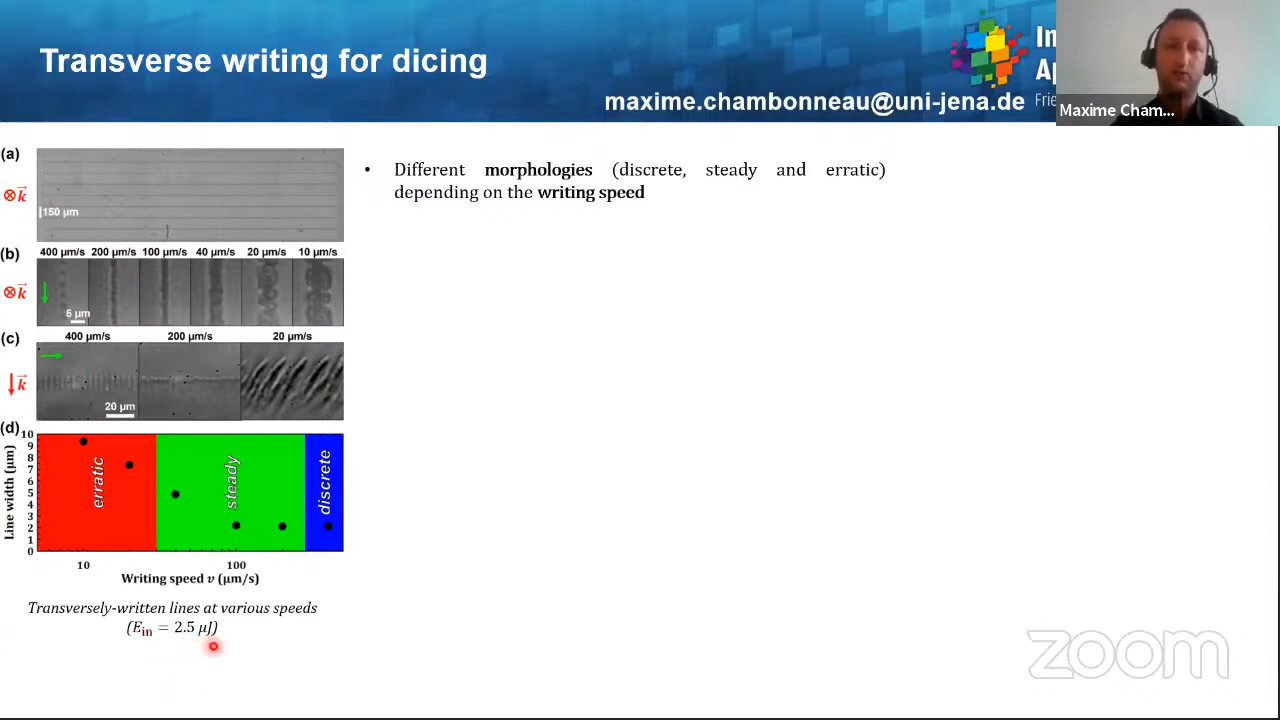 Transverse writing for dicing
maxime.chambonneau@uni-jena.de
In
Ap
Frie
Maxime Cham...
(a)
⊗k⃗
150 µm
• Different morphologies (discrete, steady and erratic)
depending on the writing speed
(b)
400 µm/s 200 µm/s 100 µm/s 40 µm/s 20 µm/s 10 µm/s
⊗k⃗
5 µm
(c)
400 µm/s 200 µm/s 20 µm/s
k⃗
20 µm
(d)
10
9
8
7
6
5
4
3
2
1
0
Line width (µm)
erratic
steady
discrete
10 100
Writing speed v (µm/s)
Transversely-written lines at various speeds
(Ein = 2.5 µJ)
zoom